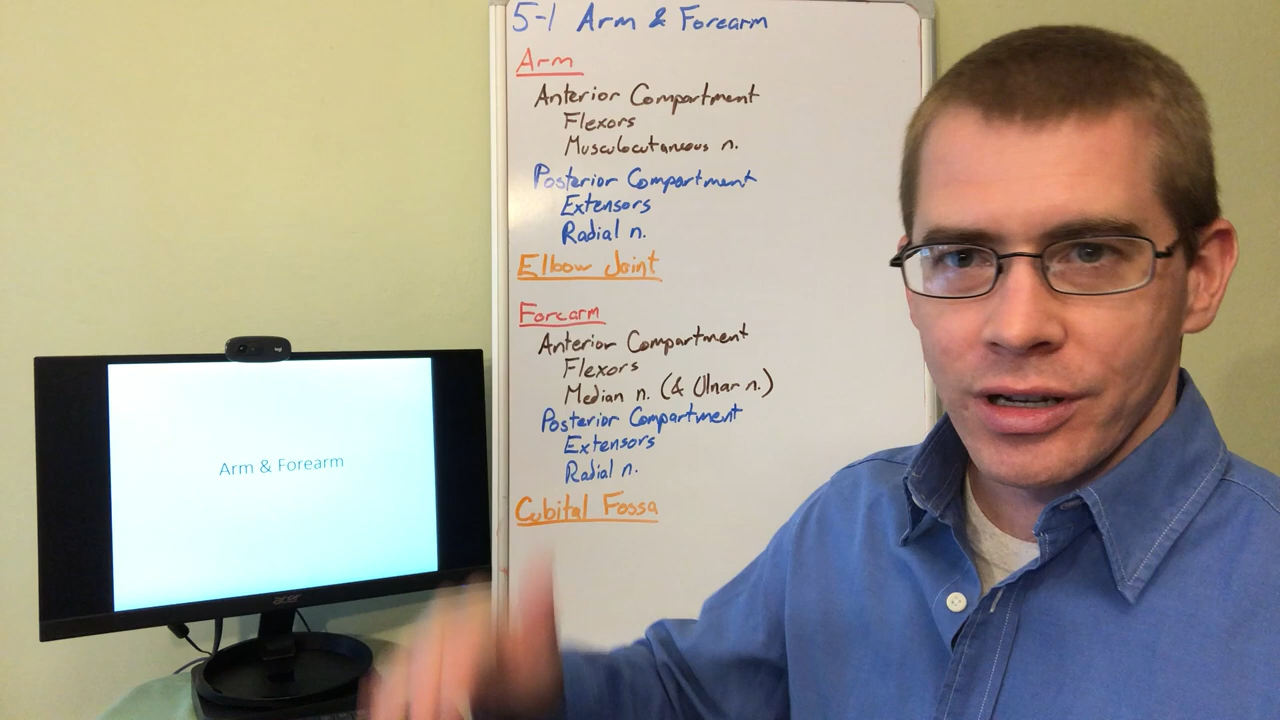 5-1 Arm & Forearm
Arm
Anterior Compartment
Flexors
Musculocutaneous n.
Posterior Compartment
Extensors
Radial n.
Elbow Joint
Forearm
Anterior Compartment
Flexors
Median n. (& Ulnar n.)
Posterior Compartment
Extensors
Radial n.
Cubital Fossa
Arm & Forearm
acer